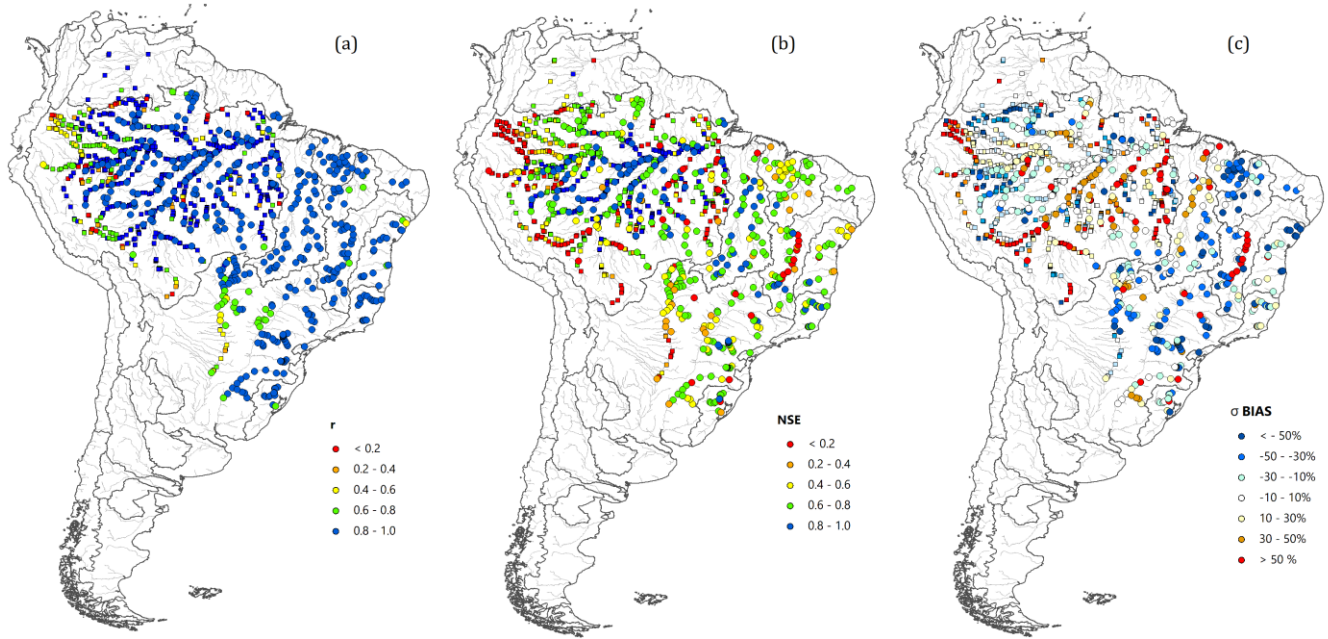 (a)
r
< 0.2
0.2 - 0.4
0.4 - 0.6
0.6 - 0.8
0.8 - 1.0
(b)
NSE
< 0.2
0.2 - 0.4
0.4 - 0.6
0.6 - 0.8
0.8 - 1.0
(c)
σ BIAS
< - 50%
-50 - -30%
-30 - -10%
-10 - 10%
10 - 30%
30 - 50%
> 50 %